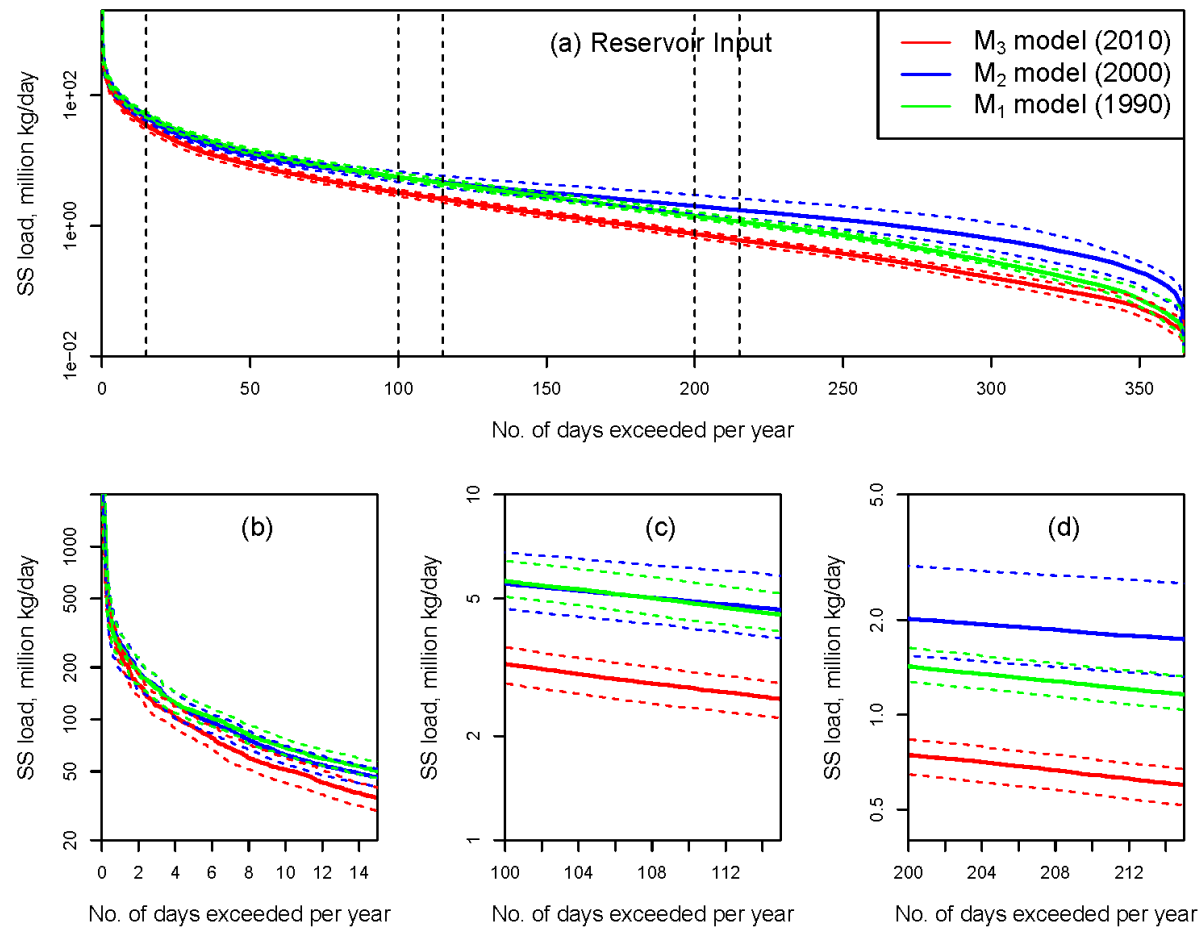 (a) Reservoir Input
M3 model (2010)
M2 model (2000)
M1 model (1990)
SS load, million kg/day
1e+02
1e+00
1e-02
0 50 100 150 200 250 300 350
No. of days exceeded per year
(b)
SS load, million kg/day
1000
500
200
100
50
20
0 2 4 6 8 10 12 14
No. of days exceeded per year
(c)
SS load, million kg/day
10
5
2
1
100 104 108 112
No. of days exceeded per year
(d)
SS load, million kg/day
5.0
2.0
1.0
0.5
200 204 208 212
No. of days exceeded per year